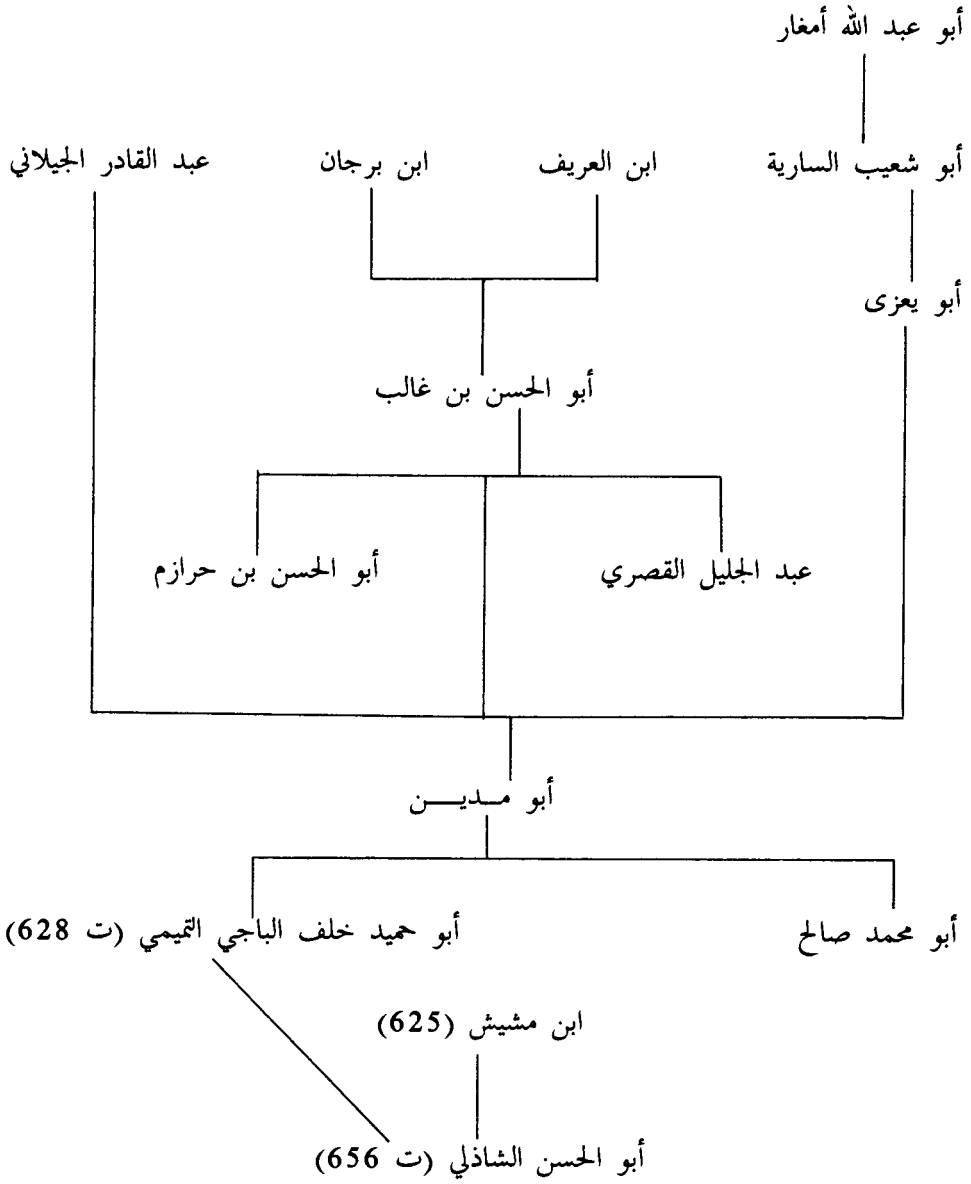 أبو عبد الله أمغار
أبو شعيب السارية
ابن العريف
ابن برجان
عبد القادر الجيلاني
أبو يعزى
أبو الحسن بن غالب
عبد الجليل القصري
أبو الحسن بن حرازم
أبو مـديـــن
أبو محمد صالح
أبو حميد خلف الباجي التميمي (ت 628)
ابن مشيش (625)
أبو الحسن الشاذلي (ت 656)